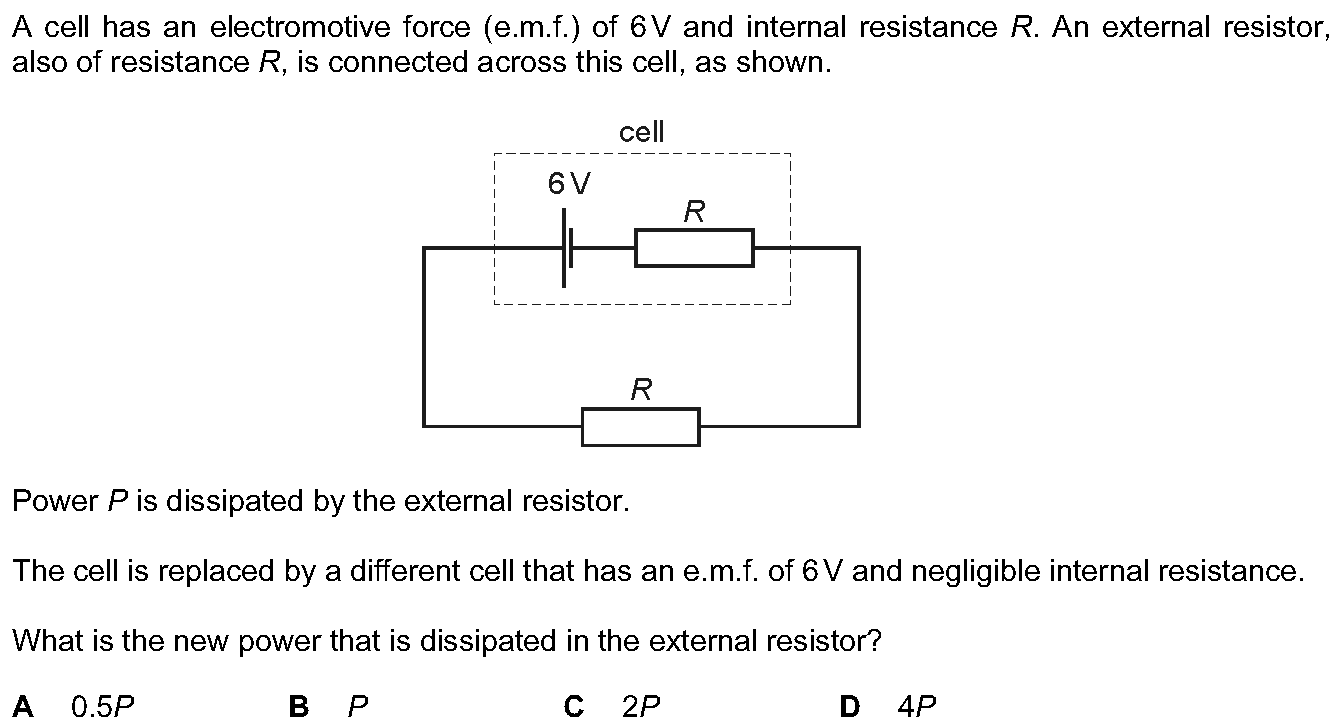 A cell has an electromotive force (e.m.f.) of 6 V and internal resistance R. An external resistor,
also of resistance R, is connected across this cell, as shown.
cell
6 V
R
R
Power P is dissipated by the external resistor.
The cell is replaced by a different cell that has an e.m.f. of 6 V and negligible internal resistance.
What is the new power that is dissipated in the external resistor?
A 0.5P B P C 2P D 4P